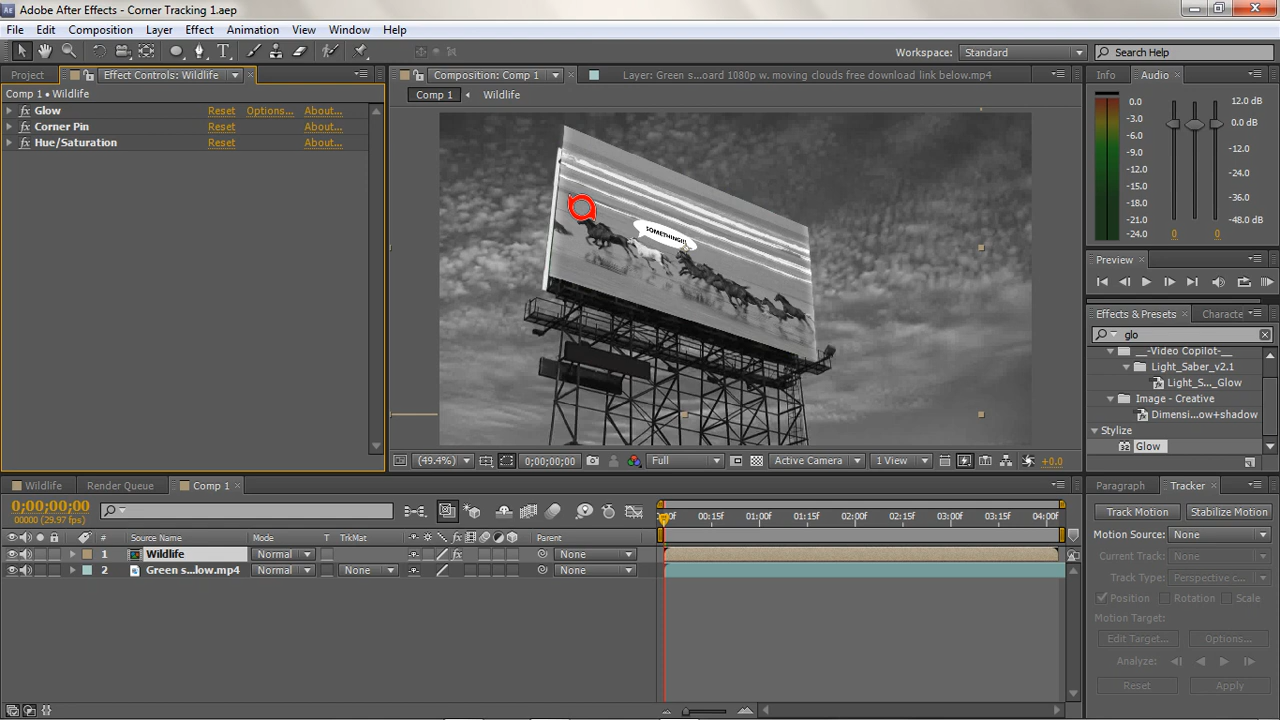 Adobe After Effects - Corner Tracking 1.aep
File Edit Composition Layer Effect Animation View Window Help
Workspace: Standard Search Help
Project Effect Controls: Wildlife Composition: Comp 1 Layer: Green s...oard 1080p w. moving clouds free download link below.mp4 Info Audio
Comp 1 • Wildlife
Comp 1 Wildlife
fx Glow Reset Options... About...
fx Corner Pin Reset About...
fx Hue/Saturation Reset About...
0.0 12.0 dB
-3.0 0.0 dB
-6.0
-9.0 -12.0
-12.0
-15.0 -24.0
-18.0 -36.0
-21.0 -48.0 dB
-24.0 0 0
SOMETHING!!!
Preview
Effects & Presets Characte
glo
__-Video Copilot-__
Light_Saber_v2.1
Light_S..._Glow
Image - Creative
Dimensi...ow+shadow
Stylize
Glow
(49.4%) 0;00;00;00 Full Active Camera 1 View +0.0
Wildlife Render Queue Comp 1 Paragraph Tracker
0;00;00;00
00000 (29.97 fps)
:00f 00:15f 01:00f 01:15f 02:00f 02:15f 03:00f 03:15f 04:00f
# Source Name Mode T TrkMat Parent
1 Wildlife Normal None
2 Green s...low.mp4 Normal None None
Track Motion Stabilize Motion
Motion Source: None
Current Track: None
Track Type: Perspective c...
Position Rotation Scale
Motion Target:
Edit Target... Options...
Analyze:
Reset Apply